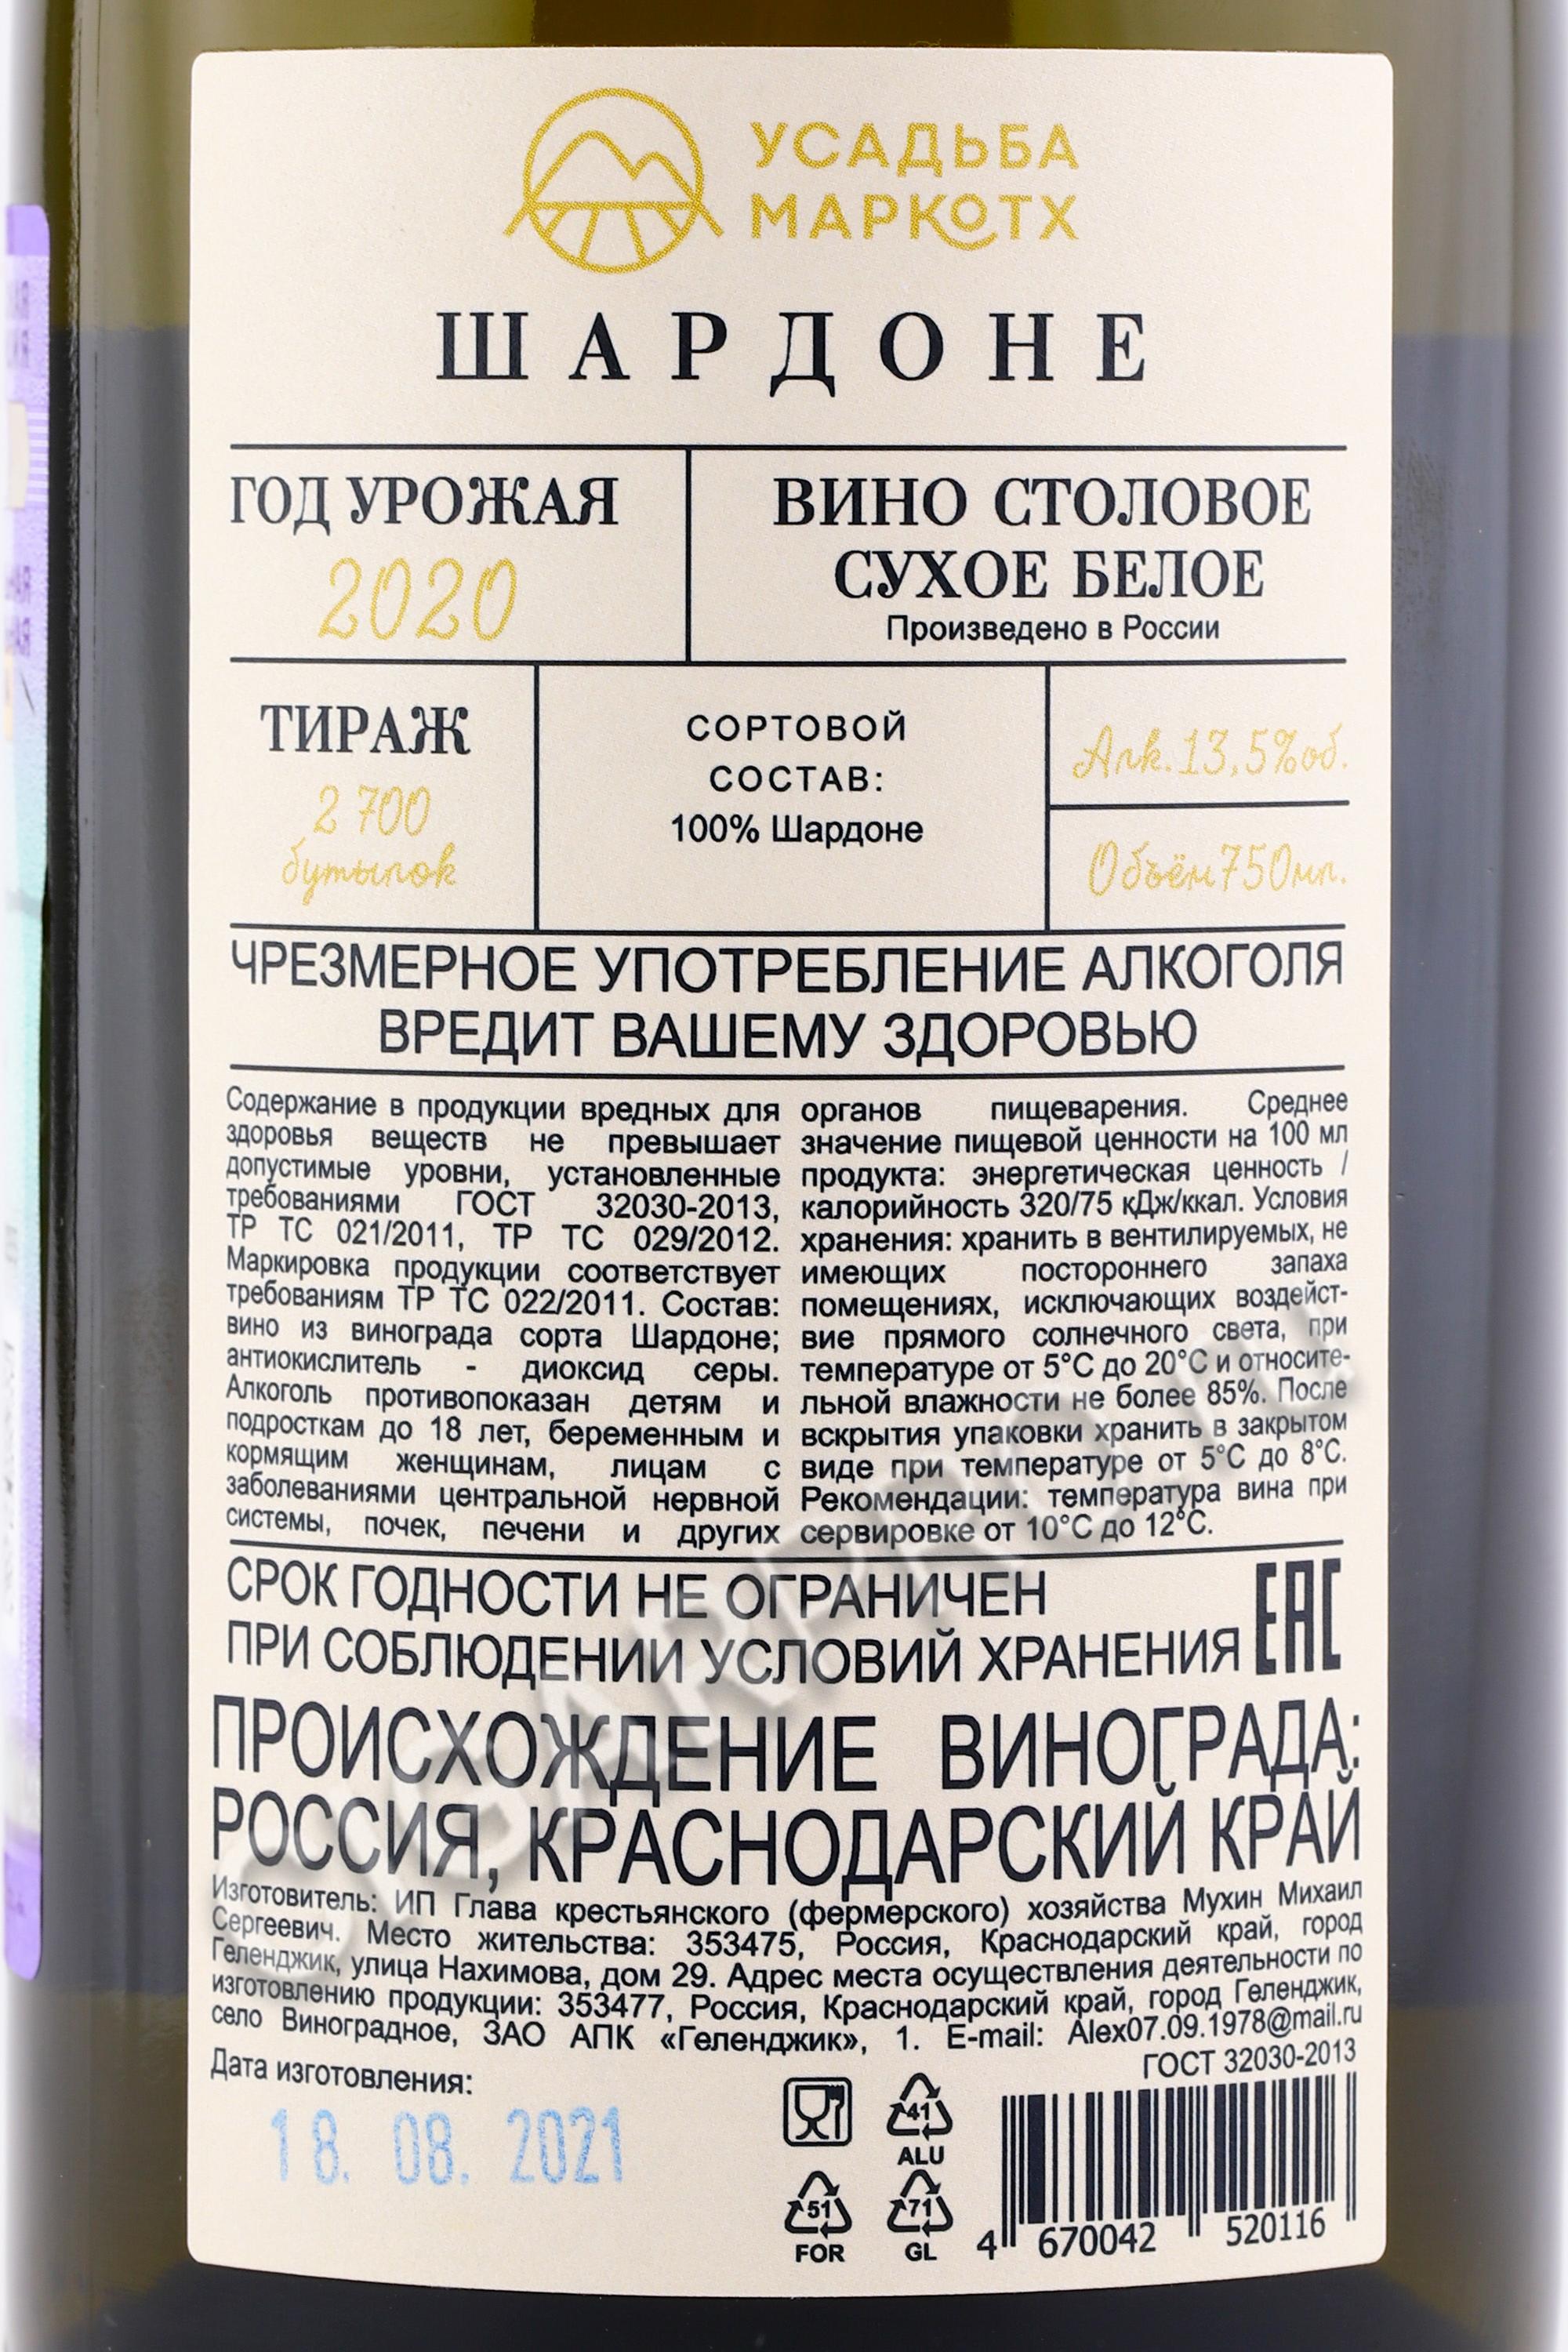 УСАДЬБА
МАРКОТХ
ШАРДОНЕ
ГОД УРОЖАЯ
2020
ВИНО СТОЛОВОЕ
СУХОЕ БЕЛОЕ
Произведено в России
ТИРАЖ
2 700
бутылок
СОРТОВОЙ
СОСТАВ:
100% Шардоне
Алк. 13,5%об.
Объём 750мл.
ЧРЕЗМЕРНОЕ УПОТРЕБЛЕНИЕ АЛКОГОЛЯ
ВРЕДИТ ВАШЕМУ ЗДОРОВЬЮ
Содержание в продукции вредных для
здоровья веществ не превышает
допустимые уровни, установленные
требованиями ГОСТ 32030-2013,
ТР ТС 021/2011, ТР ТС 029/2012.
Маркировка продукции соответствует
требованиям ТР ТС 022/2011. Состав:
вино из винограда сорта Шардоне;
антиокислитель - диоксид серы.
Алкоголь противопоказан детям и
подросткам до 18 лет, беременным и
кормящим женщинам, лицам с
заболеваниями центральной нервной
системы, почек, печени и других
органов пищеварения. Среднее
значение пищевой ценности на 100 мл
продукта: энергетическая ценность /
калорийность 320/75 кДж/ккал. Условия
хранения: хранить в вентилируемых, не
имеющих постороннего запаха
помещениях, исключающих воздейст-
вие прямого солнечного света, при
температуре от 5°С до 20°С и относите-
льной влажности не более 85%. После
вскрытия упаковки хранить в закрытом
виде при температуре от 5°С до 8°С.
Рекомендации: температура вина при
сервировке от 10°С до 12°С.
СРОК ГОДНОСТИ НЕ ОГРАНИЧЕН
ПРИ СОБЛЮДЕНИИ УСЛОВИЙ ХРАНЕНИЯ
ЕАС
ПРОИСХОЖДЕНИЕ ВИНОГРАДА:
РОССИЯ, КРАСНОДАРСКИЙ КРАЙ
Изготовитель: ИП Глава крестьянского (фермерского) хозяйства Мухин Михаил
Сергеевич. Место жительства: 353475, Россия, Краснодарский край, город
Геленджик, улица Нахимова, дом 29. Адрес места осуществления деятельности по
изготовлению продукции: 353477, Россия, Краснодарский край, город Геленджик,
село Виноградное, ЗАО АПК «Геленджик», 1. E-mail: Alex07.09.1978@mail.ru
ГОСТ 32030-2013
Дата изготовления:
18. 08. 2021
41
ALU
51
FOR
71
GL
4 670042 520116